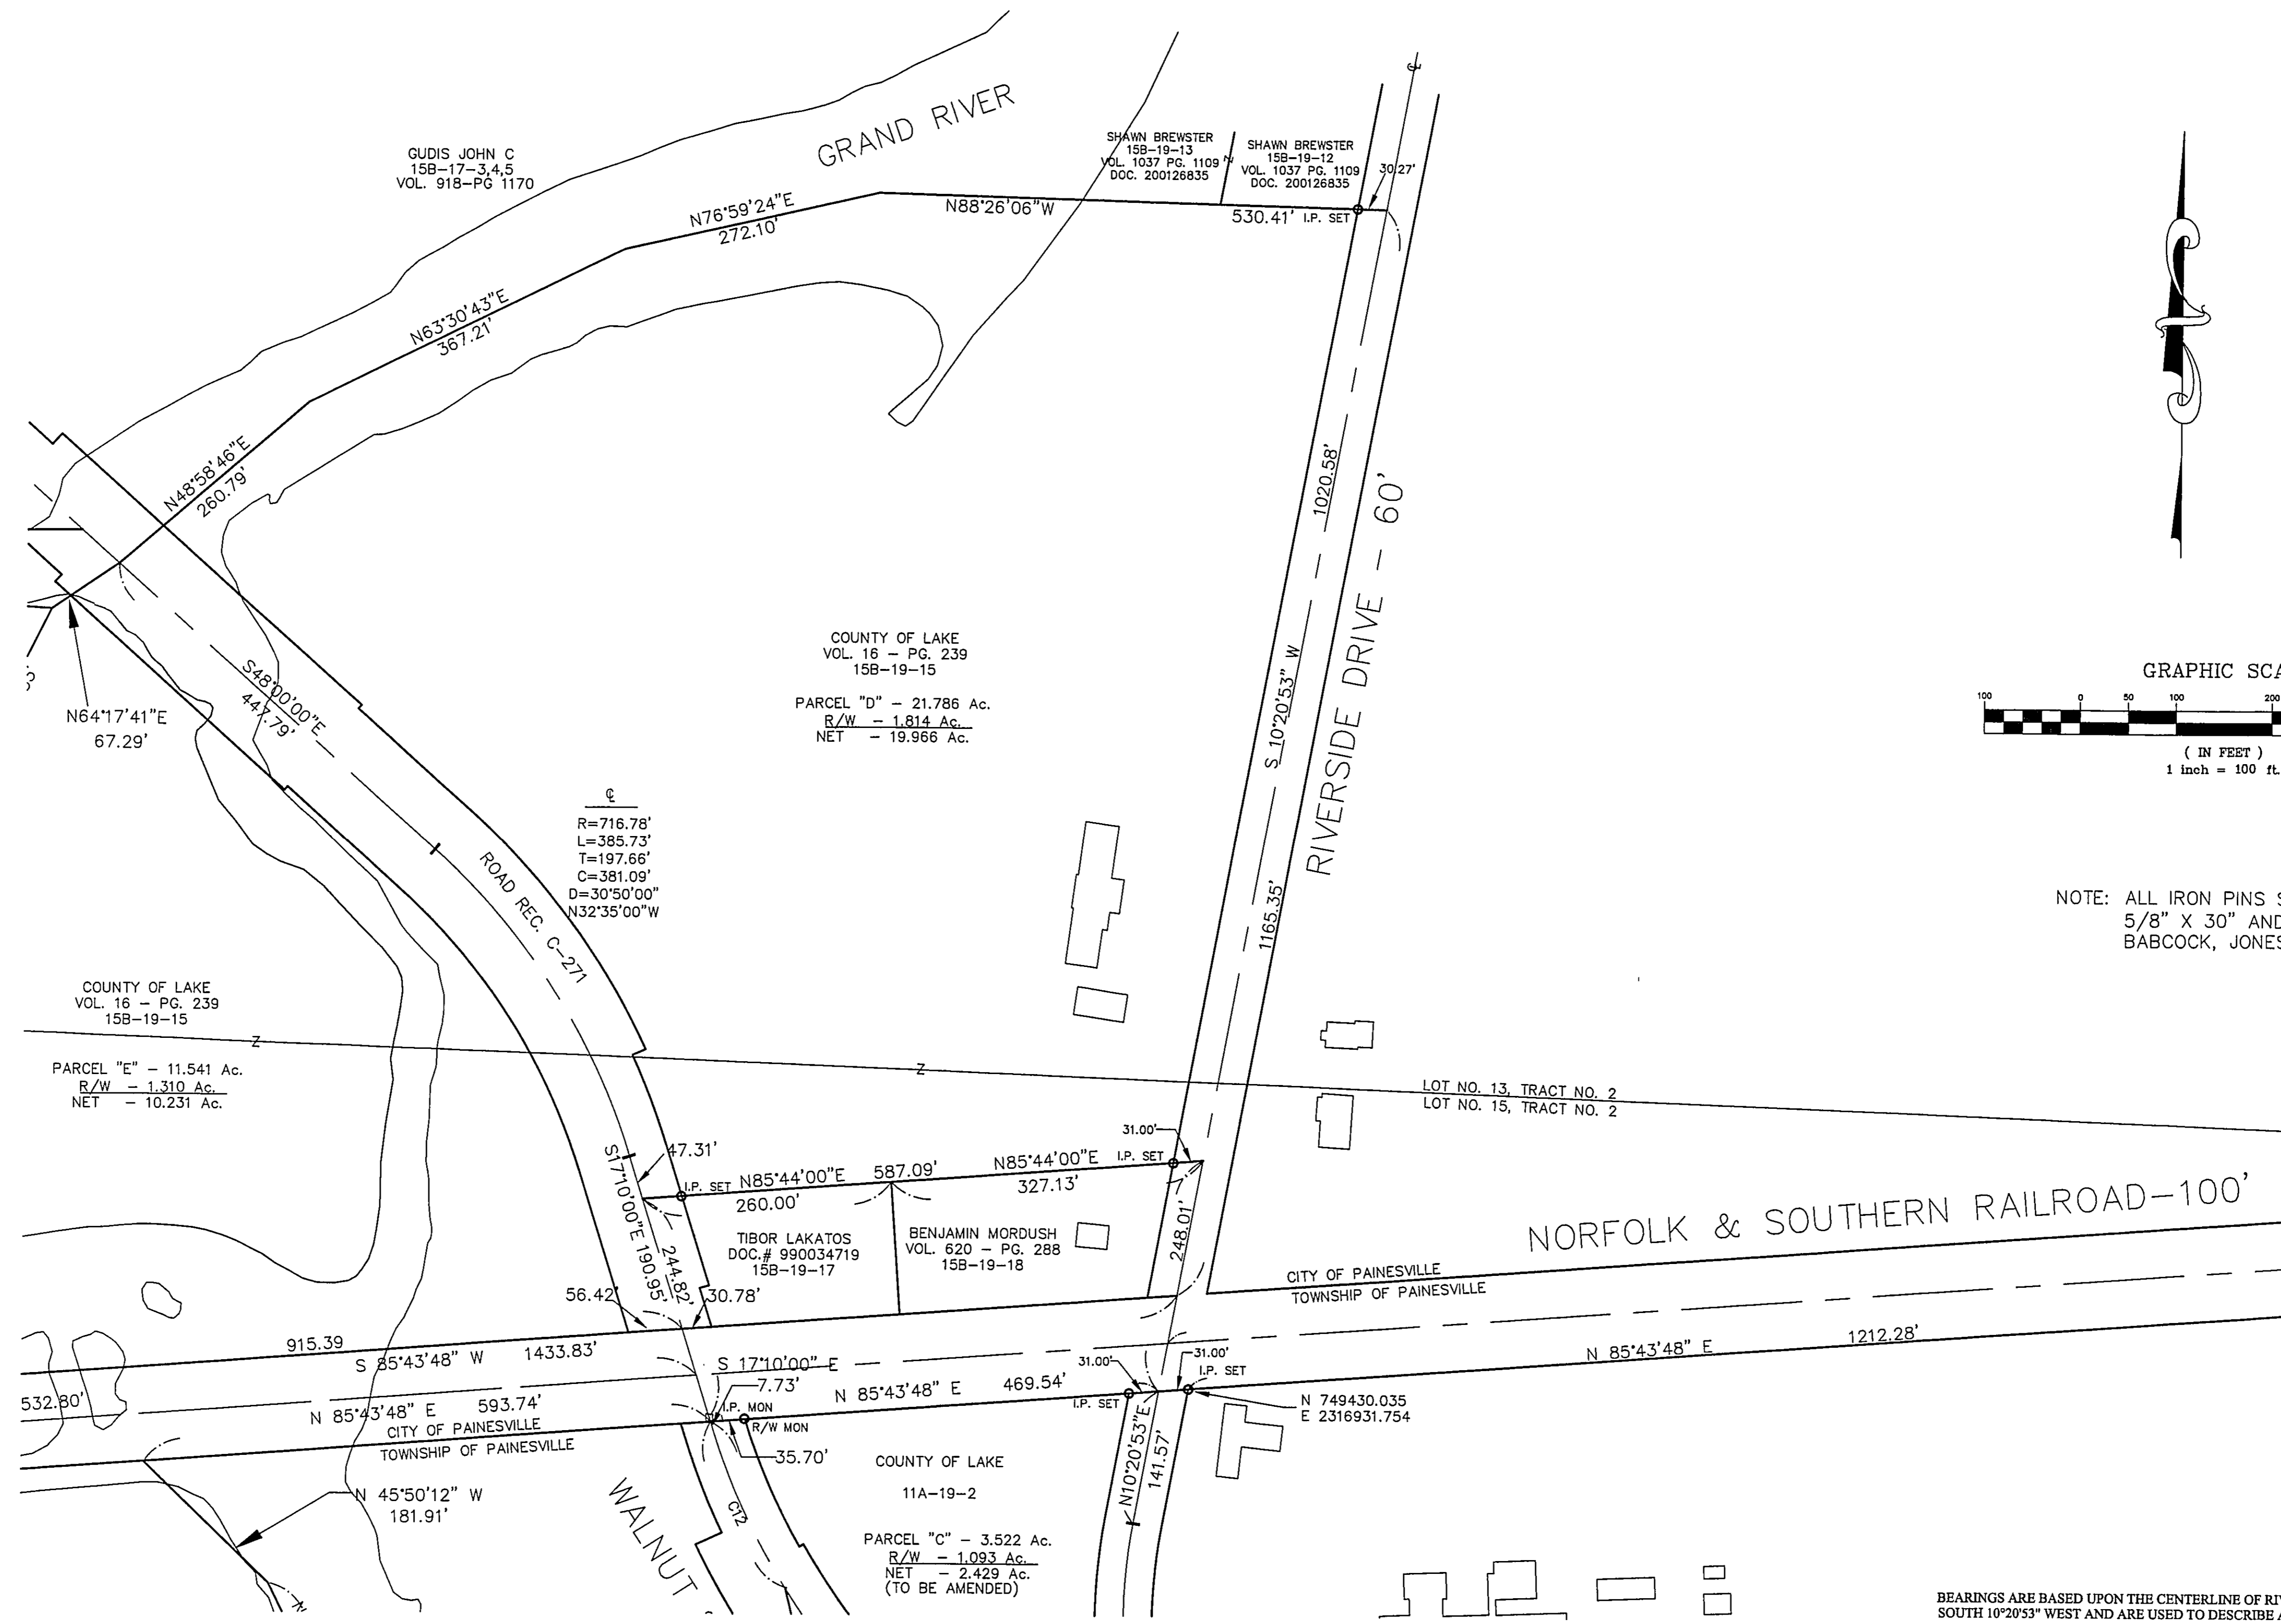 GRAND RIVER
GUDIS JOHN C
15B-17-3,4,5
VOL. 918-PG 1170
SHAWN BREWSTER
15B-19-13
VOL. 1037 PG. 1109
DOC. 200126835
SHAWN BREWSTER
15B-19-12
VOL. 1037 PG. 1109
DOC. 200126835
30.27'
N76°59'24"E
272.10'
N88°26'06"W
530.41' I.P. SET
N63°30'43"E
367.21'
N48°58'46"E
260.79'
1020.58'
RIVERSIDE DRIVE - 60'
S 10°20'53" W
1165.35'
COUNTY OF LAKE
VOL. 16 - PG. 239
15B-19-15
PARCEL "D" - 21.786 Ac.
R/W - 1.814 Ac.
NET - 19.966 Ac.
GRAPHIC SCA
100 0 50 100 200
( IN FEET )
1 inch = 100 ft.
S48°00'00"E
447.79'
N64°17'41"E
67.29'
℄
R=716.78'
L=385.73'
T=197.66'
C=381.09'
D=30°50'00"
N32°35'00"W
ROAD REC. C-271
NOTE: ALL IRON PINS S
5/8" X 30" AND
BABCOCK, JONES
COUNTY OF LAKE
VOL. 16 - PG. 239
15B-19-15
Z
Z
PARCEL "E" - 11.541 Ac.
R/W - 1.310 Ac.
NET - 10.231 Ac.
LOT NO. 13, TRACT NO. 2
LOT NO. 15, TRACT NO. 2
31.00'
47.31'
S17°10'00"E 190.95'
244.82'
I.P. SET N85°44'00"E 587.09' N85°44'00"E I.P. SET
260.00' 327.13'
248.01'
TIBOR LAKATOS
DOC.# 990034719
15B-19-17
BENJAMIN MORDUSH
VOL. 620 - PG. 288
15B-19-18
NORFOLK & SOUTHERN RAILROAD-100'
CITY OF PAINESVILLE
TOWNSHIP OF PAINESVILLE
56.42'
30.78'
915.39
S 85°43'48" W 1433.83'
S 17°10'00" E
7.73'
532.80'
N 85°43'48" E 593.74'
CITY OF PAINESVILLE
TOWNSHIP OF PAINESVILLE
I.P. MON
R/W MON
35.70'
N 85°43'48" E 469.54'
31.00'
31.00'
I.P. SET
I.P. SET
N 85°43'48" E 1212.28'
N 749430.035
E 2316931.754
N10°20'53"E
141.57'
N 45°50'12" W
181.91'
WALNUT
C12
COUNTY OF LAKE
11A-19-2
PARCEL "C" - 3.522 Ac.
R/W - 1.093 Ac.
NET - 2.429 Ac.
(TO BE AMENDED)
BEARINGS ARE BASED UPON THE CENTERLINE OF RI
SOUTH 10°20'53" WEST AND ARE USED TO DESCRIBE A